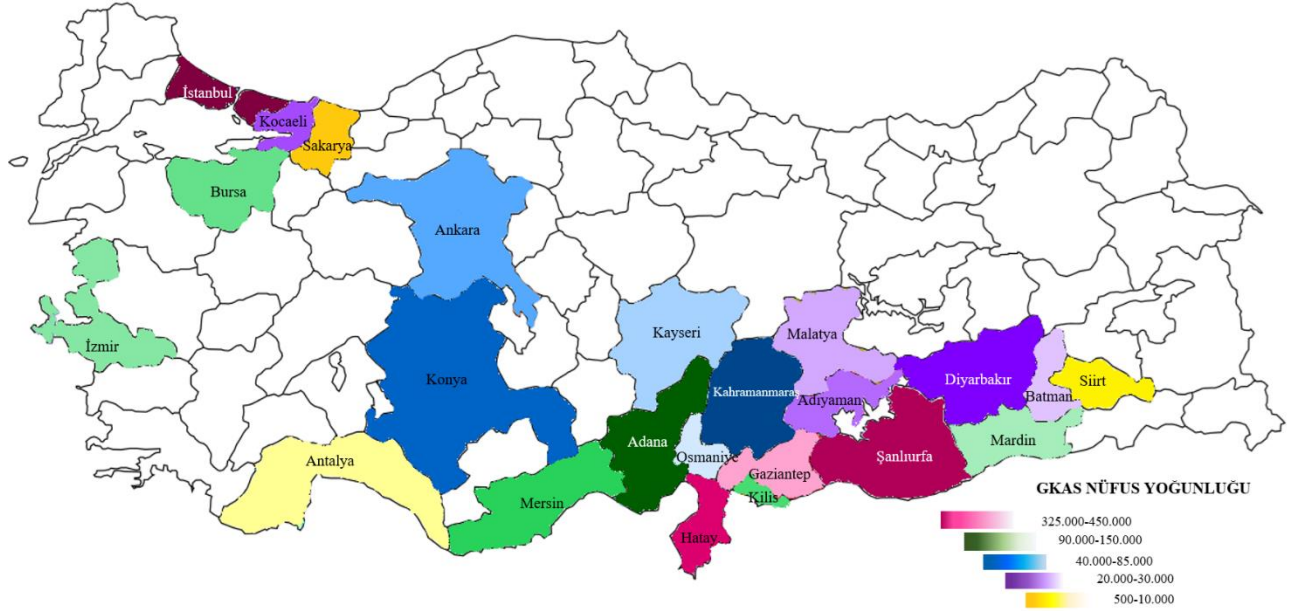 İstanbul
Kocaeli
Sakarya
Bursa
Ankara
İzmir
Kayseri
Malatya
Konya
Kahramanmara
Adıyaman
Diyarbakır
Siirt
Batman
Mardin
Adana
Osmaniye
Antalya
Şanlıurfa
Gaziantep
Kilis
Mersin
Hatay
GKAS NÜFUS YOĞUNLUĞU
325.000-450.000
90.000-150.000
40.000-85.000
20.000-30.000
500-10.000